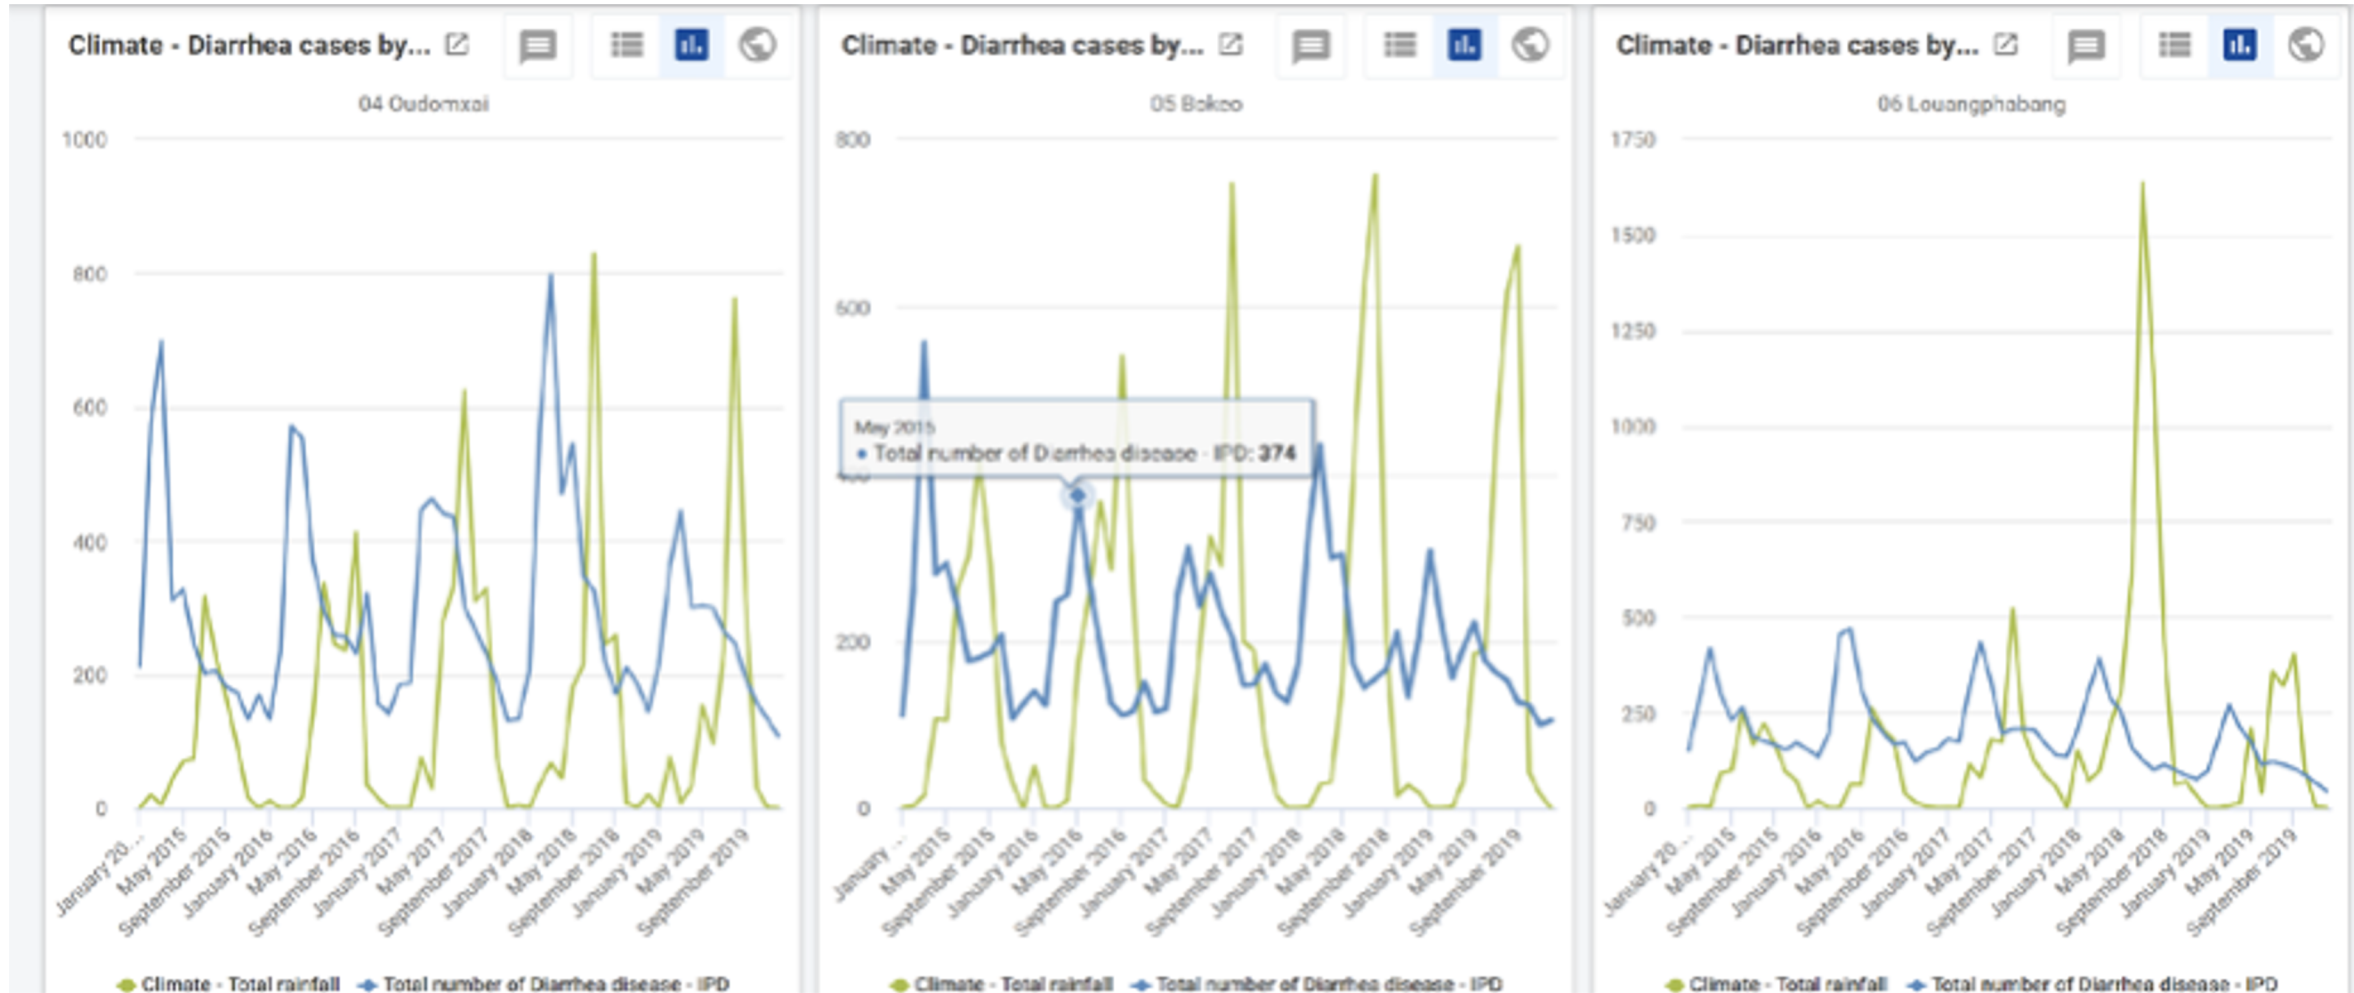 Climate - Diarrhea cases by...
04 Oudomxai
1000
800
600
400
200
0
January 20...
May 2015
September 2015
January 2016
May 2016
September 2016
January 2017
May 2017
September 2017
January 2018
May 2018
September 2018
January 2019
May 2019
September 2019
Climate - Total rainfall Total number of Diarrhea disease - IPD
Climate - Diarrhea cases by...
05 Bokeo
800
600
May 2016
Total number of Diarrhea disease - IPD: 374
400
200
0
January ...
May 2015
September 2015
January 2016
May 2016
September 2016
January 2017
May 2017
September 2017
January 2018
May 2018
September 2018
January 2019
May 2019
September 2019
Climate - Total rainfall Total number of Diarrhea disease - IPD
Climate - Diarrhea cases by...
06 Louangphabang
1750
1500
1250
1000
750
500
250
0
January 20...
May 2015
September 2015
January 2016
May 2016
September 2016
January 2017
May 2017
September 2017
January 2018
May 2018
September 2018
January 2019
May 2019
September 2019
Climate - Total rainfall Total number of Diarrhea disease - IPD